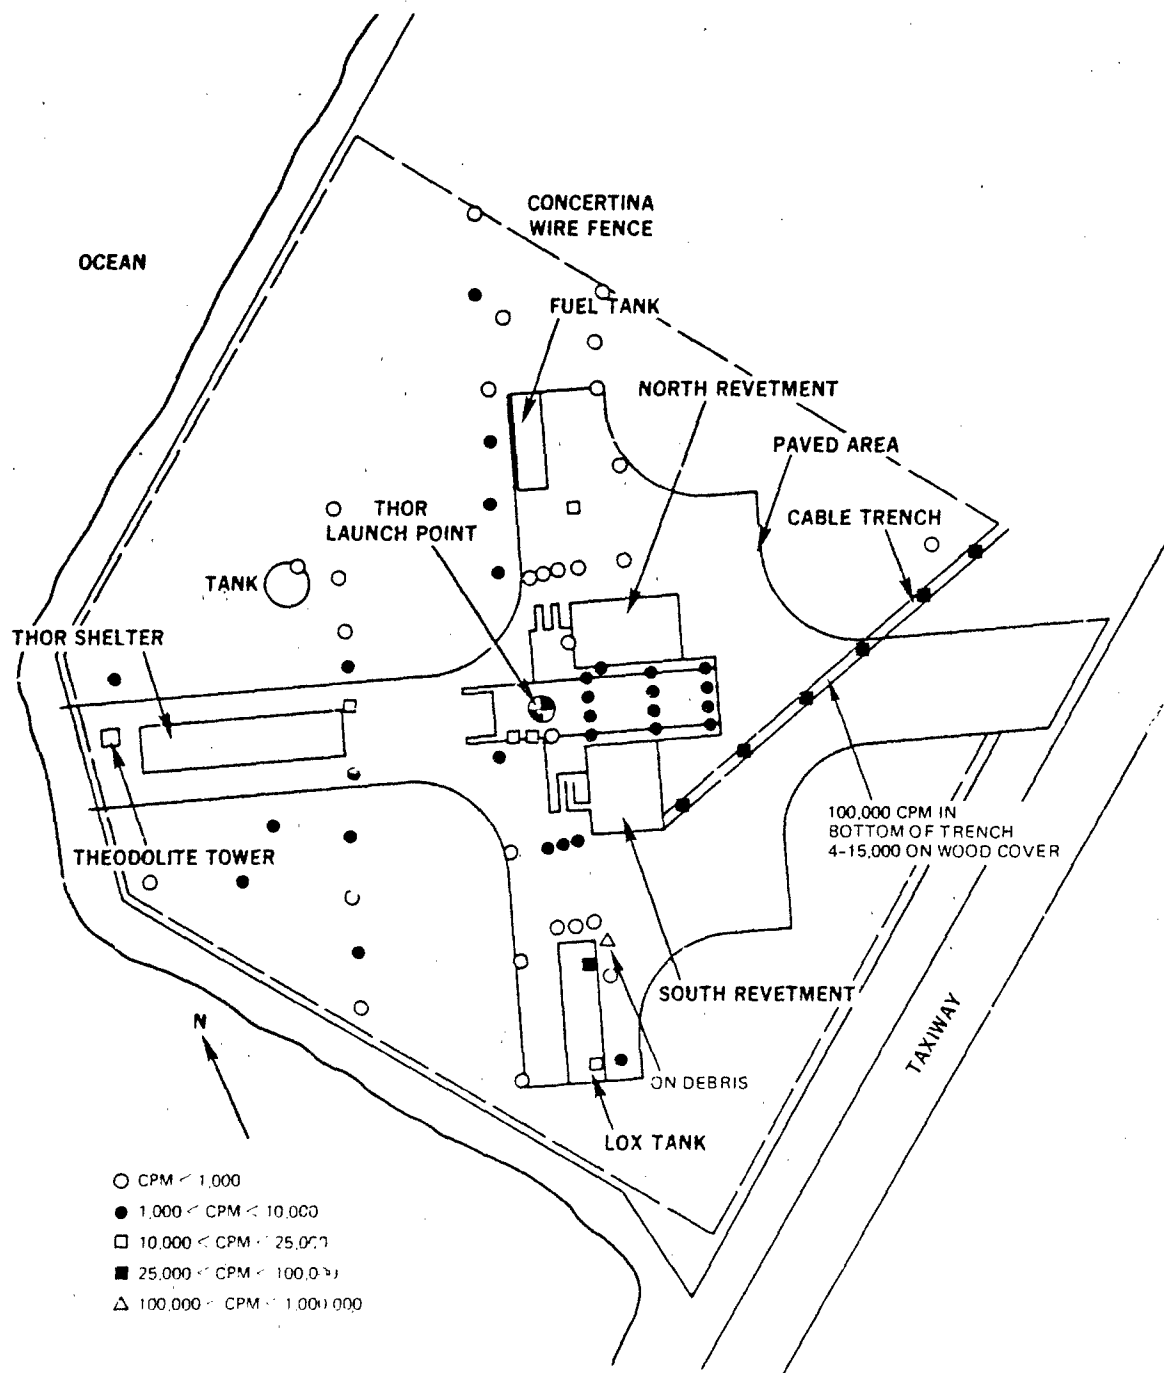 CONCERTINA
WIRE FENCE
OCEAN
FUEL TANK
NORTH REVETMENT
PAVED AREA
THOR
LAUNCH POINT
CABLE TRENCH
TANK
THOR SHELTER
100,000 CPM IN
BOTTOM OF TRENCH
4-15,000 ON WOOD COVER
THEODOLITE TOWER
SOUTH REVETMENT
N
TAXIWAY
ON DEBRIS
LOX TANK
CPM < 1,000
1,000 < CPM < 10,000
10,000 < CPM < 25,000
25,000 < CPM < 100,000
100,000 < CPM < 1,000,000